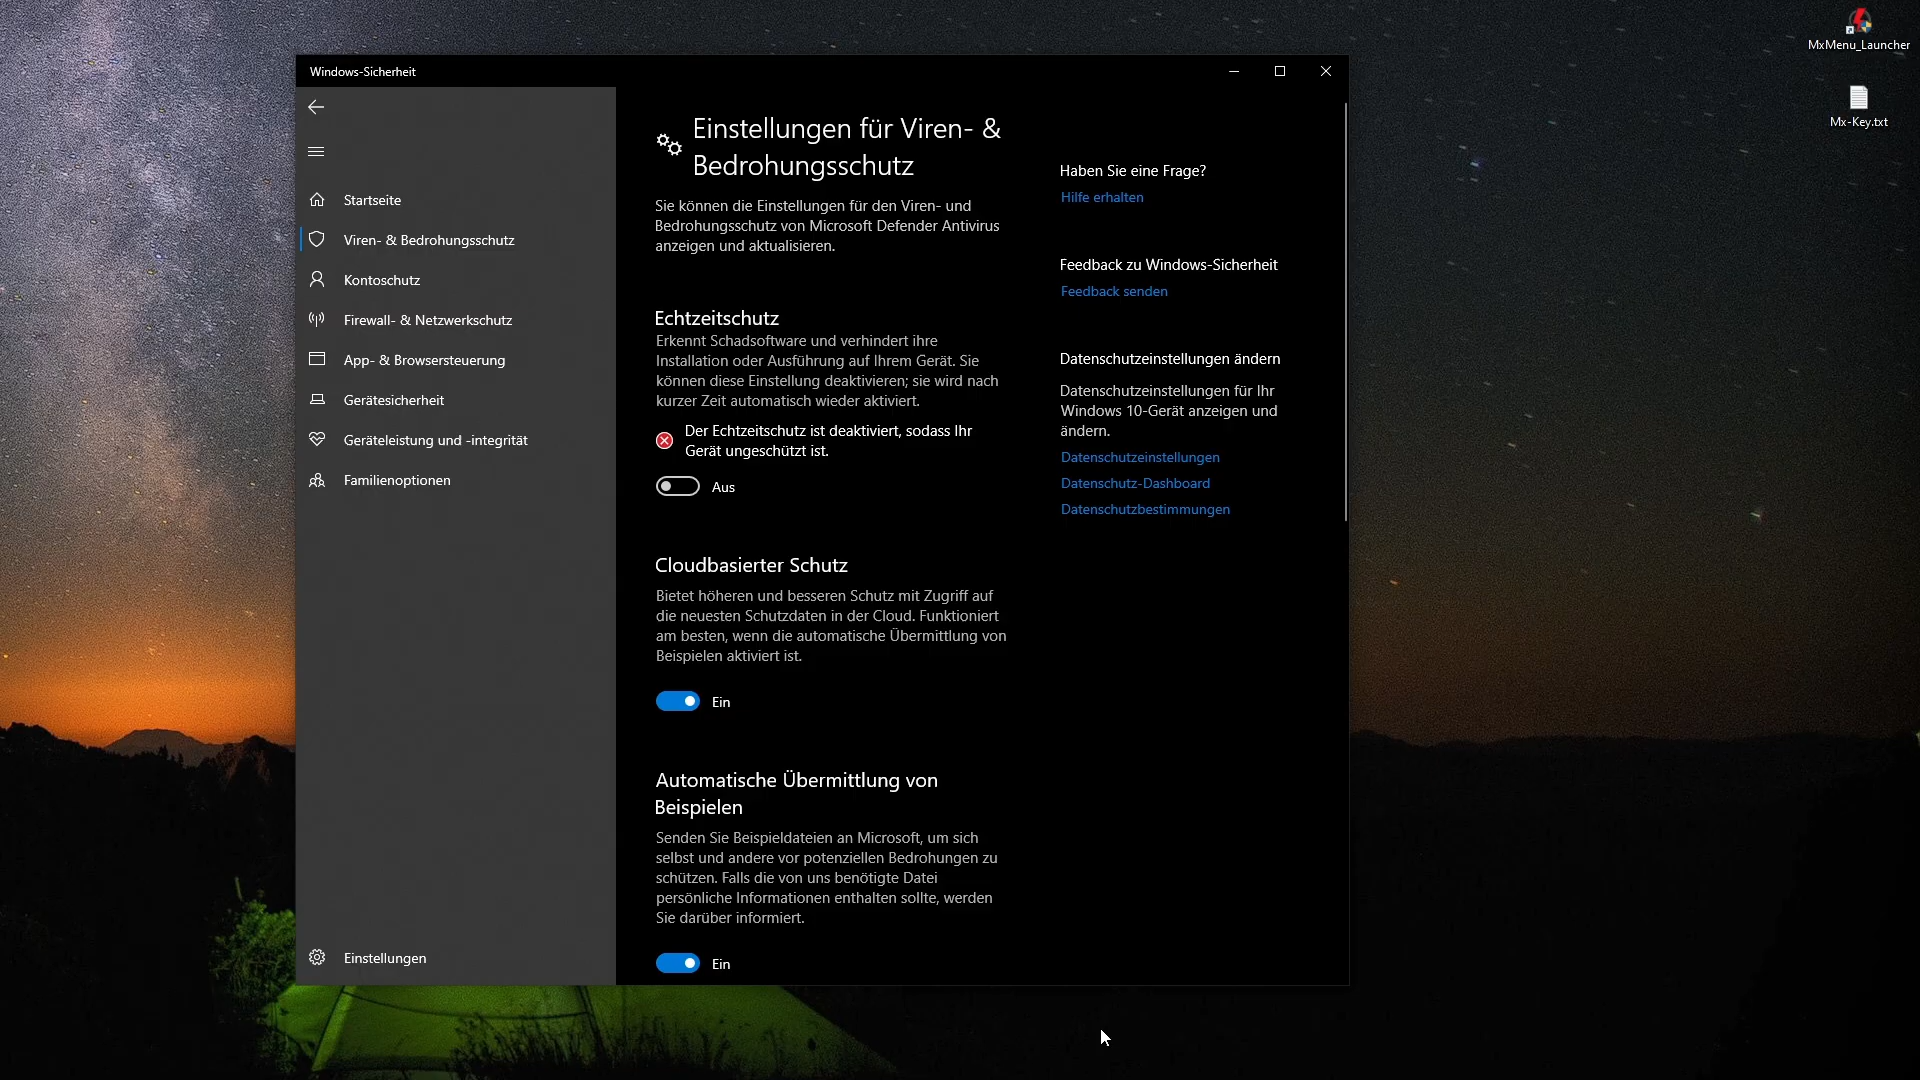 MxMenu_Launcher
Mx-Key.txt
Windows-Sicherheit
Startseite
Viren- & Bedrohungsschutz
Kontoschutz
Firewall- & Netzwerkschutz
App- & Browsersteuerung
Gerätesicherheit
Geräteleistung und -integrität
Familienoptionen
Einstellungen
Einstellungen für Viren- &
Bedrohungsschutz
Sie können die Einstellungen für den Viren- und
Bedrohungsschutz von Microsoft Defender Antivirus
anzeigen und aktualisieren.
Echtzeitschutz
Erkennt Schadsoftware und verhindert ihre
Installation oder Ausführung auf Ihrem Gerät. Sie
können diese Einstellung deaktivieren; sie wird nach
kurzer Zeit automatisch wieder aktiviert.
Der Echtzeitschutz ist deaktiviert, sodass Ihr
Gerät ungeschützt ist.
Aus
Cloudbasierter Schutz
Bietet höheren und besseren Schutz mit Zugriff auf
die neuesten Schutzdaten in der Cloud. Funktioniert
am besten, wenn die automatische Übermittlung von
Beispielen aktiviert ist.
Ein
Automatische Übermittlung von
Beispielen
Senden Sie Beispieldateien an Microsoft, um sich
selbst und andere vor potenziellen Bedrohungen zu
schützen. Falls die von uns benötigte Datei
persönliche Informationen enthalten sollte, werden
Sie darüber informiert.
Ein
Haben Sie eine Frage?
Hilfe erhalten
Feedback zu Windows-Sicherheit
Feedback senden
Datenschutzeinstellungen ändern
Datenschutzeinstellungen für Ihr
Windows 10-Gerät anzeigen und
ändern.
Datenschutzeinstellungen
Datenschutz-Dashboard
Datenschutzbestimmungen